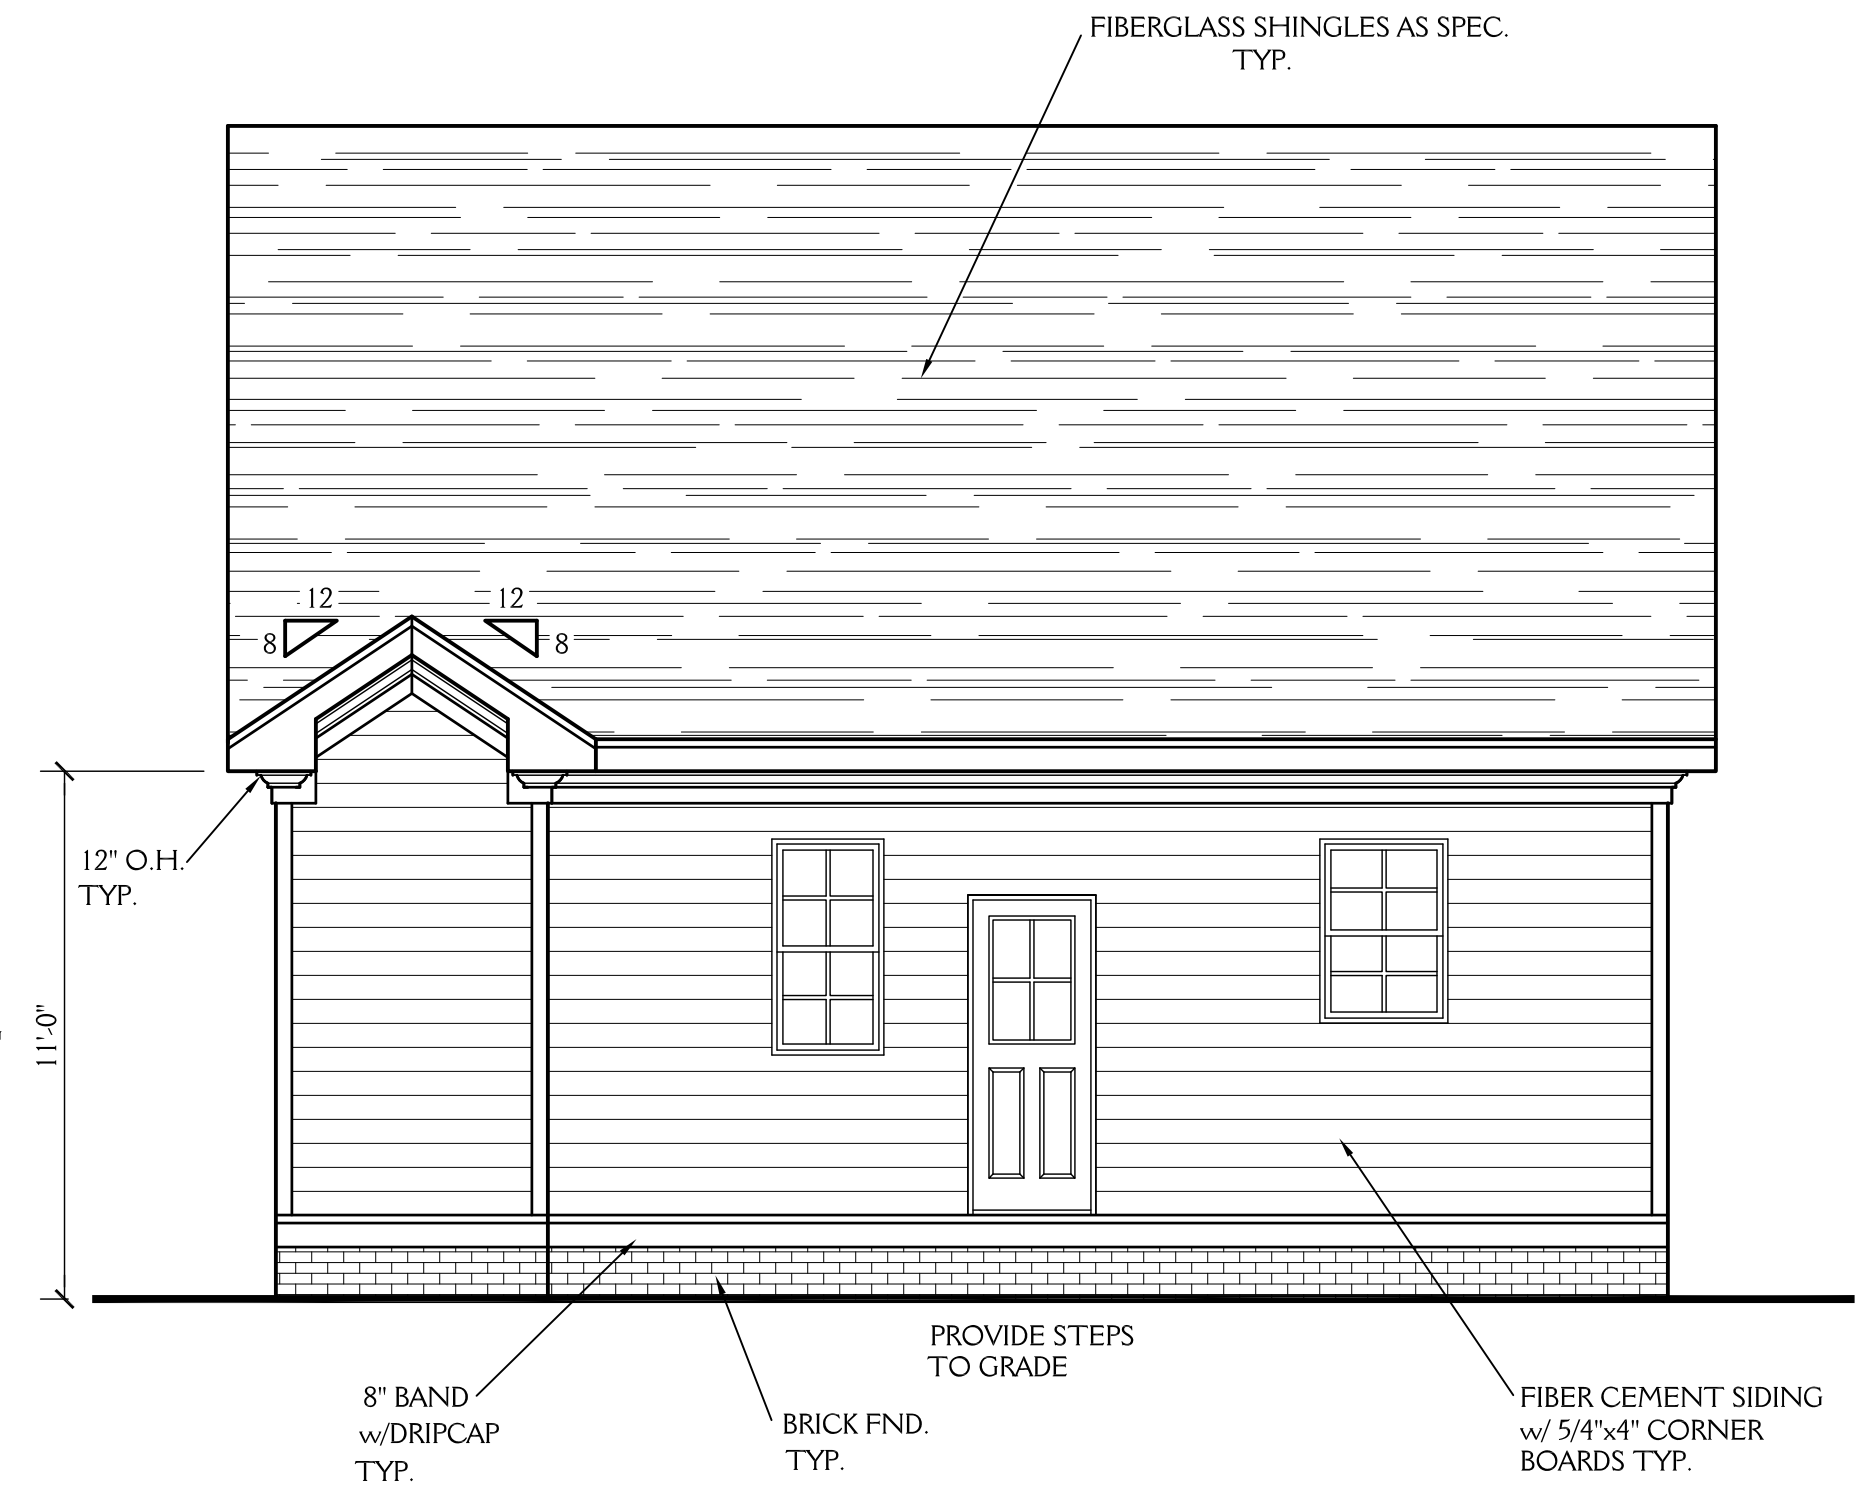 FIBERGLASS SHINGLES AS SPEC.
TYP.
12
12
8
8
12" O.H.
TYP.
11'-0"
PROVIDE STEPS
TO GRADE
8" BAND
w/DRIPCAP
TYP.
BRICK FND.
TYP.
FIBER CEMENT SIDING
w/ 5/4"x4" CORNER
BOARDS TYP.